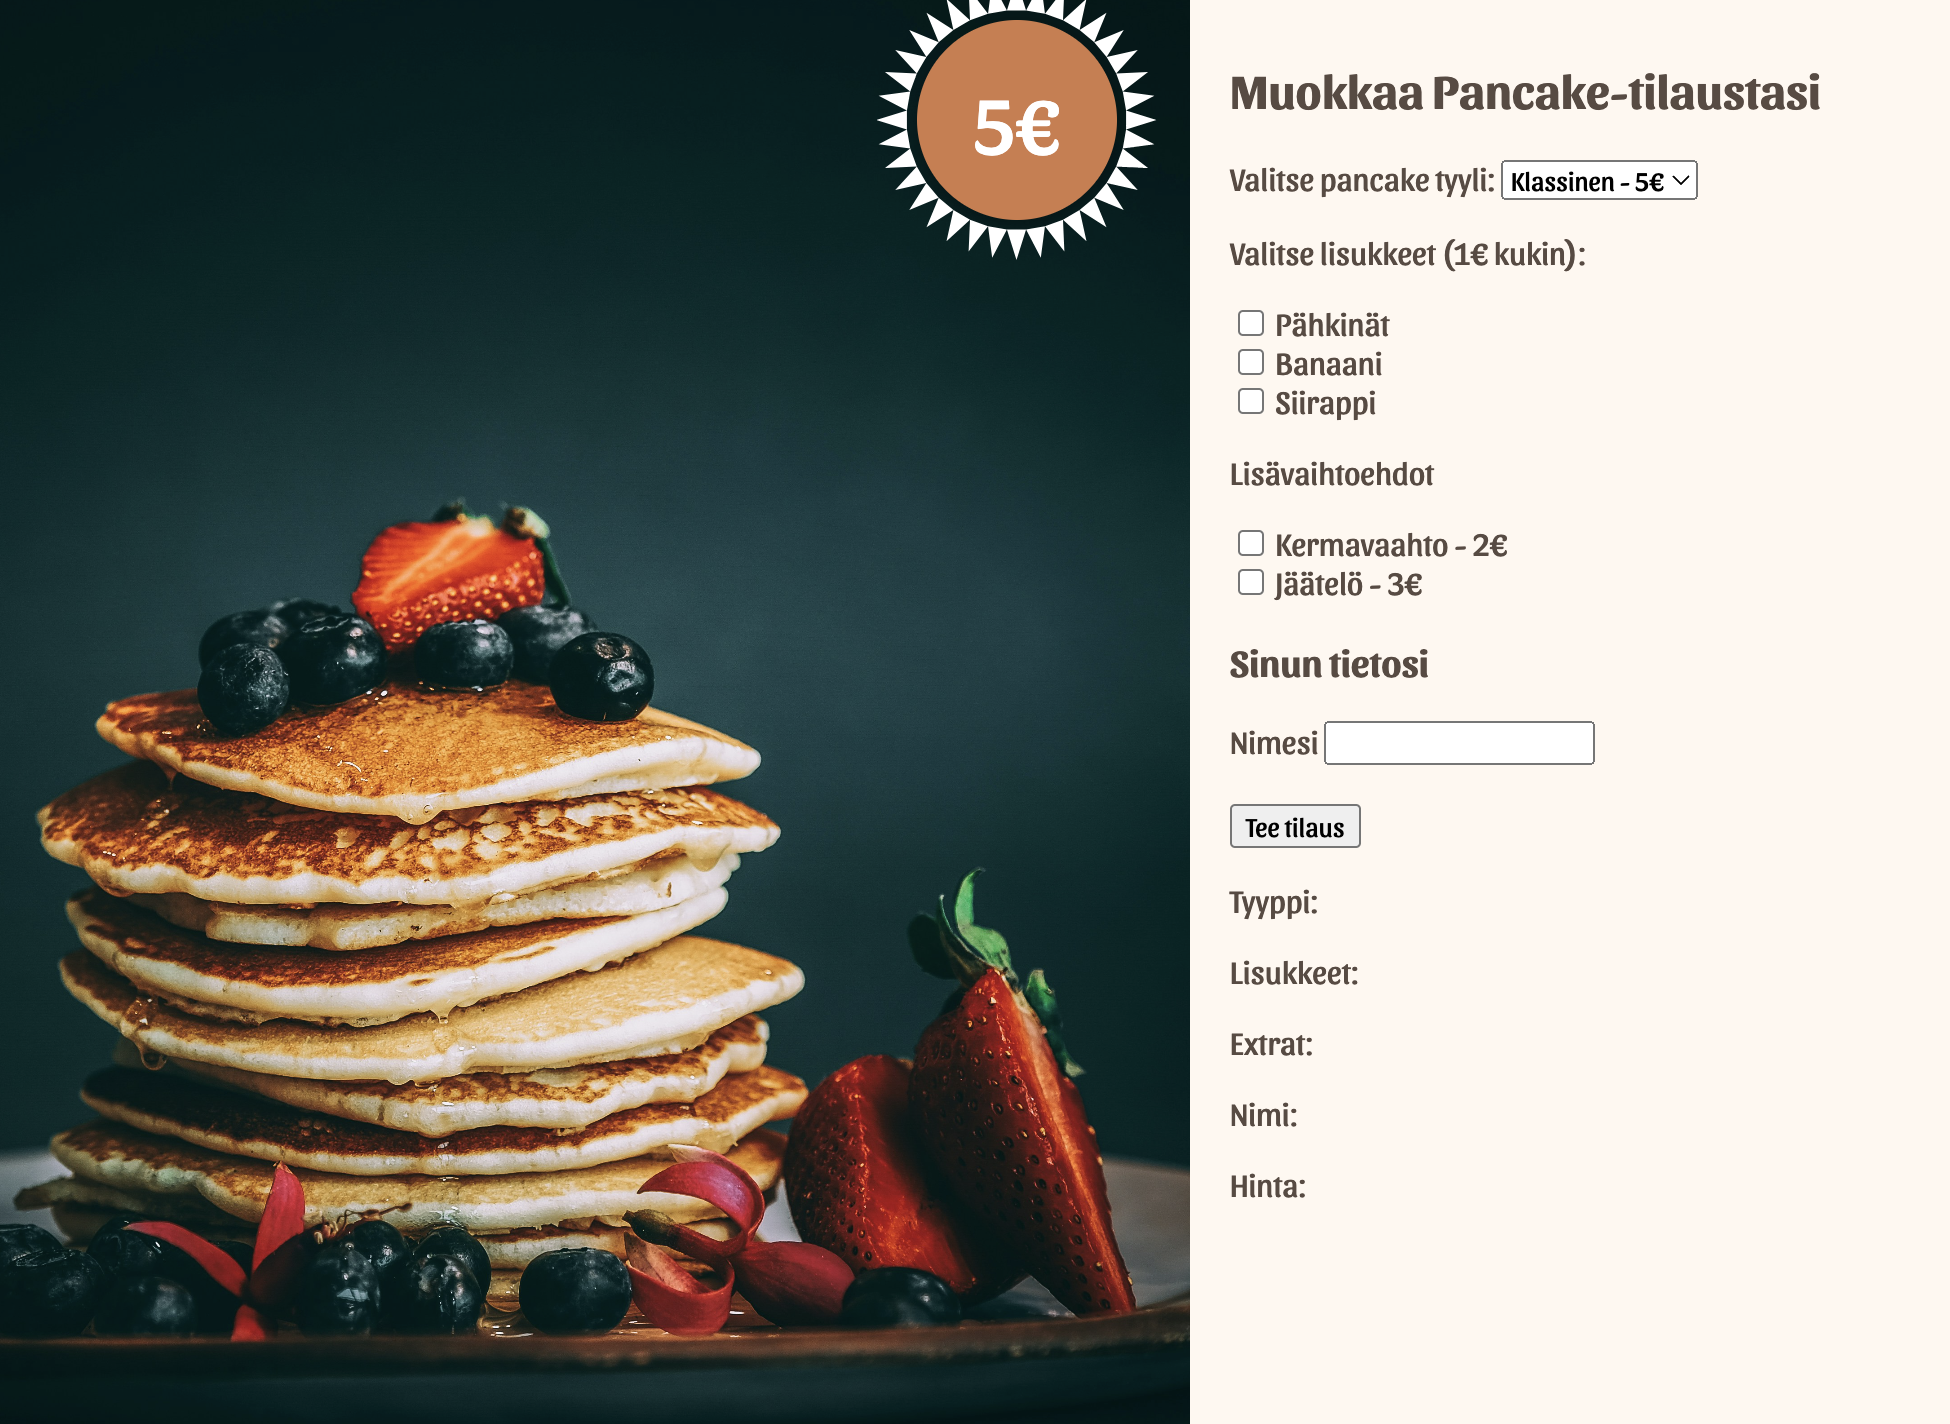 5€
Muokkaa Pancake-tilaustasi
Valitse pancake tyyli: Klassinen - 5€
Valitse lisukkeet (1€ kukin):
Pähkinät
Banaani
Siirappi
Lisävaihtoehdot
Kermavaahto - 2€
Jäätelö - 3€
Sinun tietosi
Nimesi
Tee tilaus
Tyyppi:
Lisukkeet:
Extrat:
Nimi:
Hinta: